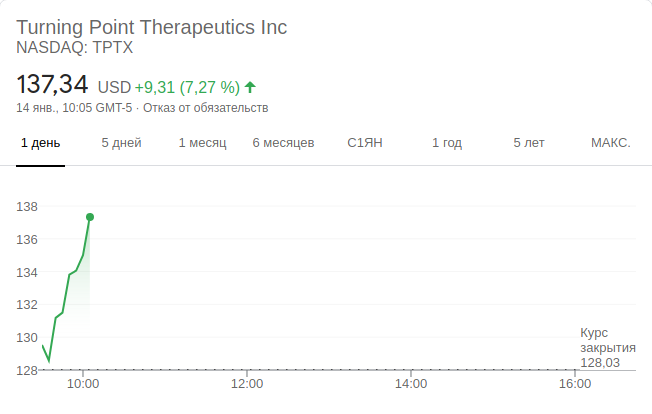 Turning Point Therapeutics Inc
NASDAQ: TPTX
137,34 USD +9,31 (7,27 %)
14 янв., 10:05 GMT-5 · Отказ от обязательств
1 день 5 дней 1 месяц 6 месяцев С1ЯН 1 год 5 лет МАКС.
138
136
134
132
130
128
Курс
закрытия
128,03
10:00 12:00 14:00 16:00